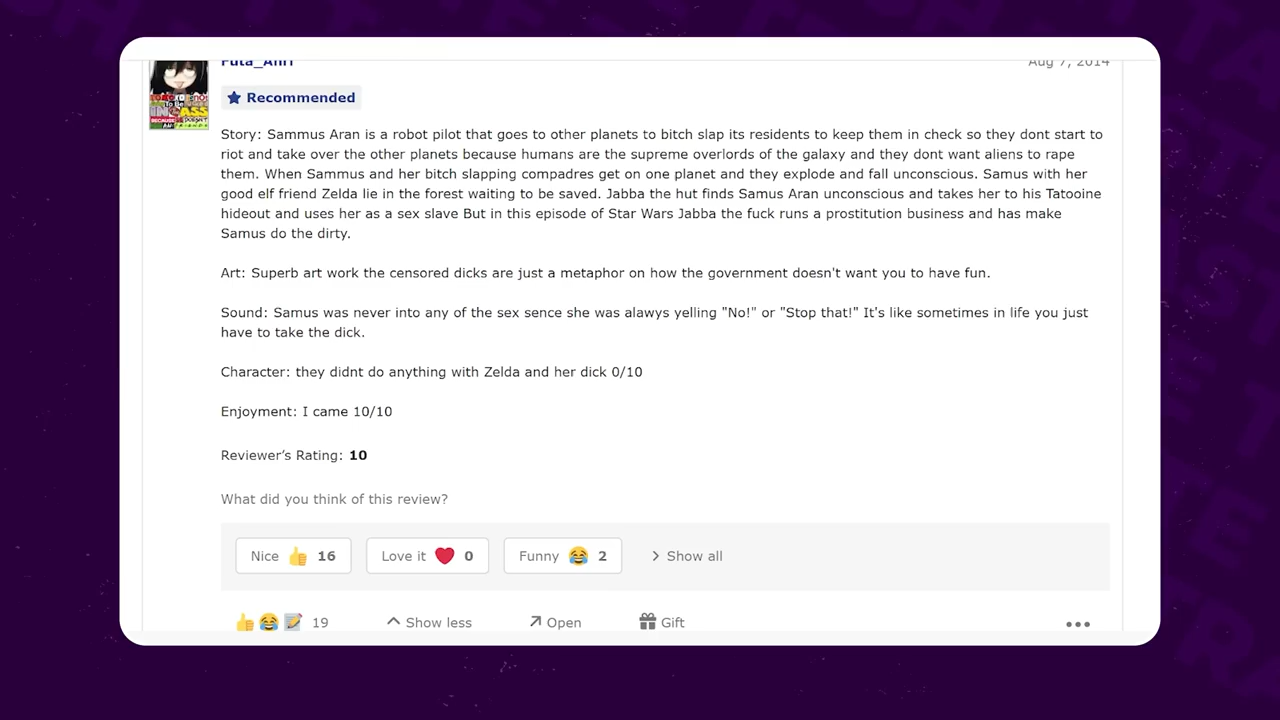 Futa_Anri
Aug 7, 2014
Recommended
Story: Sammus Aran is a robot pilot that goes to other planets to bitch slap its residents to keep them in check so they dont start to
riot and take over the other planets because humans are the supreme overlords of the galaxy and they dont want aliens to rape
them. When Sammus and her bitch slapping compadres get on one planet and they explode and fall unconscious. Samus with her
good elf friend Zelda lie in the forest waiting to be saved. Jabba the hut finds Samus Aran unconscious and takes her to his Tatooine
hideout and uses her as a sex slave But in this episode of Star Wars Jabba the fuck runs a prostitution business and has make
Samus do the dirty.
Art: Superb art work the censored dicks are just a metaphor on how the government doesn't want you to have fun.
Sound: Samus was never into any of the sex sence she was alawys yelling "No!" or "Stop that!" It's like sometimes in life you just
have to take the dick.
Character: they didnt do anything with Zelda and her dick 0/10
Enjoyment: I came 10/10
Reviewer's Rating: 10
What did you think of this review?
Nice 16 Love it 0 Funny 2 Show all
19 Show less Open Gift